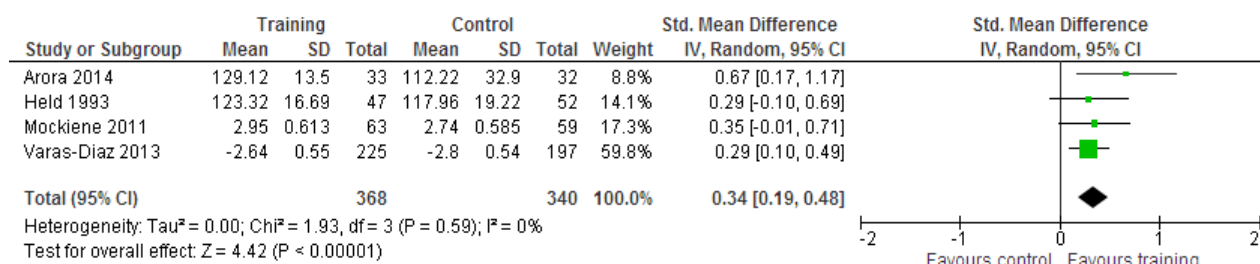 Training Control Std. Mean Difference Std. Mean Difference
Study or Subgroup Mean SD Total Mean SD Total Weight IV, Random, 95% CI IV, Random, 95% CI
Arora 2014 129.12 13.5 33 112.22 32.9 32 8.8% 0.67 [0.17, 1.17]
Held 1993 123.32 16.69 47 117.96 19.22 52 14.1% 0.29 [-0.10, 0.69]
Mockiene 2011 2.95 0.613 63 2.74 0.585 59 17.3% 0.35 [-0.01, 0.71]
Varas-Diaz 2013 -2.64 0.55 225 -2.8 0.54 197 59.8% 0.29 [0.10, 0.49]
Total (95% CI) 368 340 100.0% 0.34 [0.19, 0.48]
Heterogeneity: Tau² = 0.00; Chi² = 1.93, df = 3 (P = 0.59); I² = 0%
Test for overall effect: Z = 4.42 (P < 0.00001)
-2 -1 0 1 2
Favours control Favours training